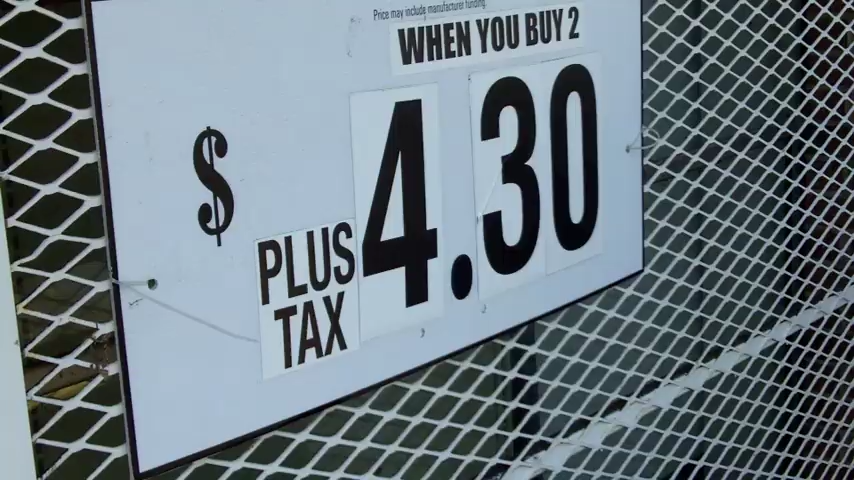 Price may include manufacturer funding.
WHEN YOU BUY 2
$ 4.30
PLUS
TAX